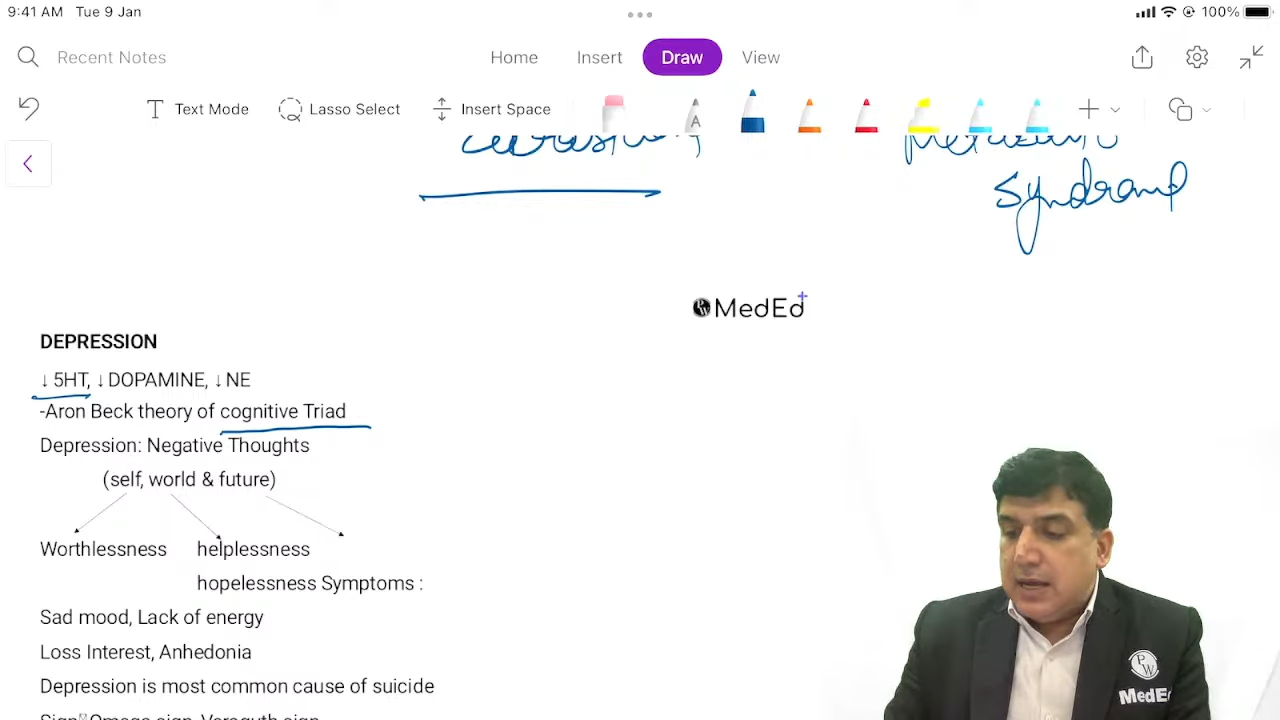 9:41 AM Tue 9 Jan
100%
Recent Notes
Home Insert Draw View
Text Mode Lasso Select Insert Space
A
syndrome
PW MedEd+
DEPRESSION
↓ 5HT, ↓ DOPAMINE, ↓ NE
-Aron Beck theory of cognitive Triad
Depression: Negative Thoughts
(self, world & future)
Worthlessness helplessness
hopelessness Symptoms :
Sad mood, Lack of energy
Loss Interest, Anhedonia
Depression is most common cause of suicide
PW
MedEd